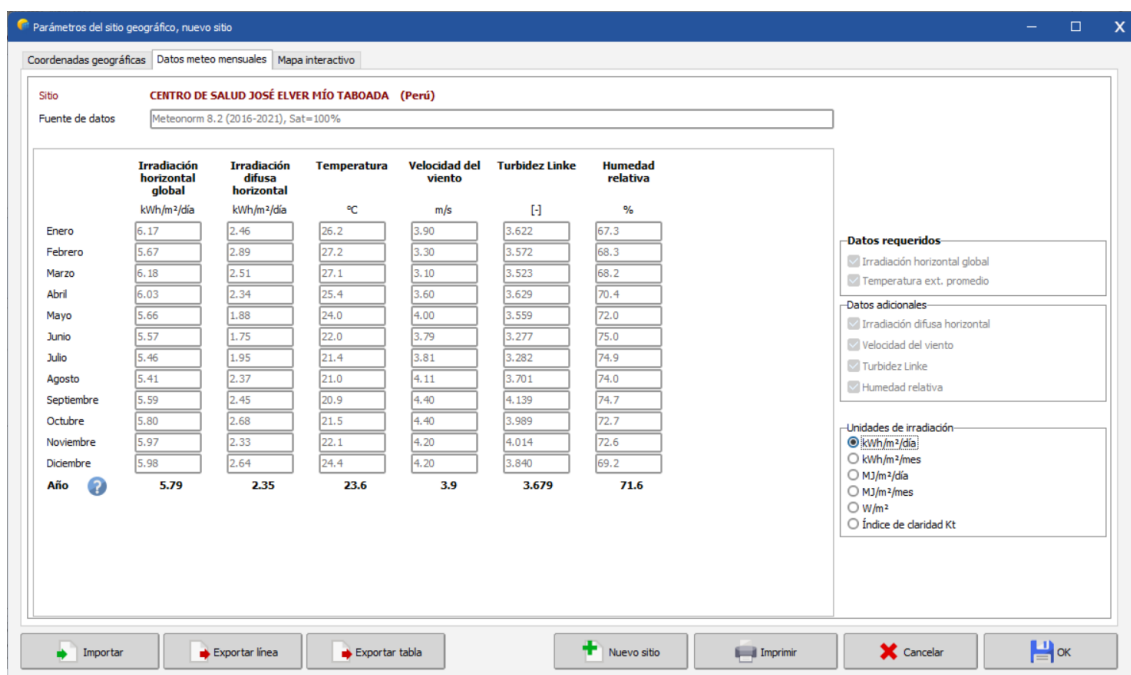 Parámetros del sitio geográfico, nuevo sitio
Coordenadas geográficas Datos meteo mensuales Mapa interactivo
Sitio CENTRO DE SALUD JOSÉ ELVER MÍO TABOADA (Perú)
Fuente de datos Meteonorm 8.2 (2016-2021), Sat=100%
Irradiación horizontal global Irradiación difusa horizontal Temperatura Velocidad del viento Turbidez Linke Humedad relativa
kWh/m²/día kWh/m²/día °C m/s [-] %
Enero 6.17 2.46 26.2 3.90 3.622 67.3
Febrero 5.67 2.89 27.2 3.30 3.572 68.3
Marzo 6.18 2.51 27.1 3.10 3.523 68.2
Abril 6.03 2.34 25.4 3.60 3.629 70.4
Mayo 5.66 1.88 24.0 4.00 3.559 72.0
Junio 5.57 1.75 22.0 3.79 3.277 75.0
Julio 5.46 1.95 21.4 3.81 3.282 74.9
Agosto 5.41 2.37 21.0 4.11 3.701 74.0
Septiembre 5.59 2.45 20.9 4.40 4.139 74.7
Octubre 5.80 2.68 21.5 4.40 3.989 72.7
Noviembre 5.97 2.33 22.1 4.20 4.014 72.6
Diciembre 5.98 2.64 24.4 4.20 3.840 69.2
Año ? 5.79 2.35 23.6 3.9 3.679 71.6
Datos requeridos
Irradiación horizontal global
Temperatura ext. promedio
Datos adicionales
Irradiación difusa horizontal
Velocidad del viento
Turbidez Linke
Humedad relativa
Unidades de irradiación
kWh/m²/día
kWh/m²/mes
MJ/m²/día
MJ/m²/mes
W/m²
Índice de claridad Kt
Importar Exportar línea Exportar tabla Nuevo sitio Imprimir Cancelar OK